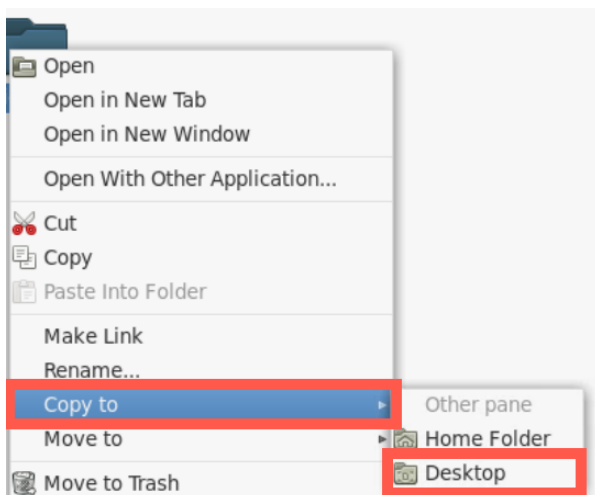 Open
Open in New Tab
Open in New Window
Open With Other Application...
Cut
Copy
Paste Into Folder
Make Link
Rename...
Copy to
Move to
Move to Trash
Other pane
Home Folder
Desktop